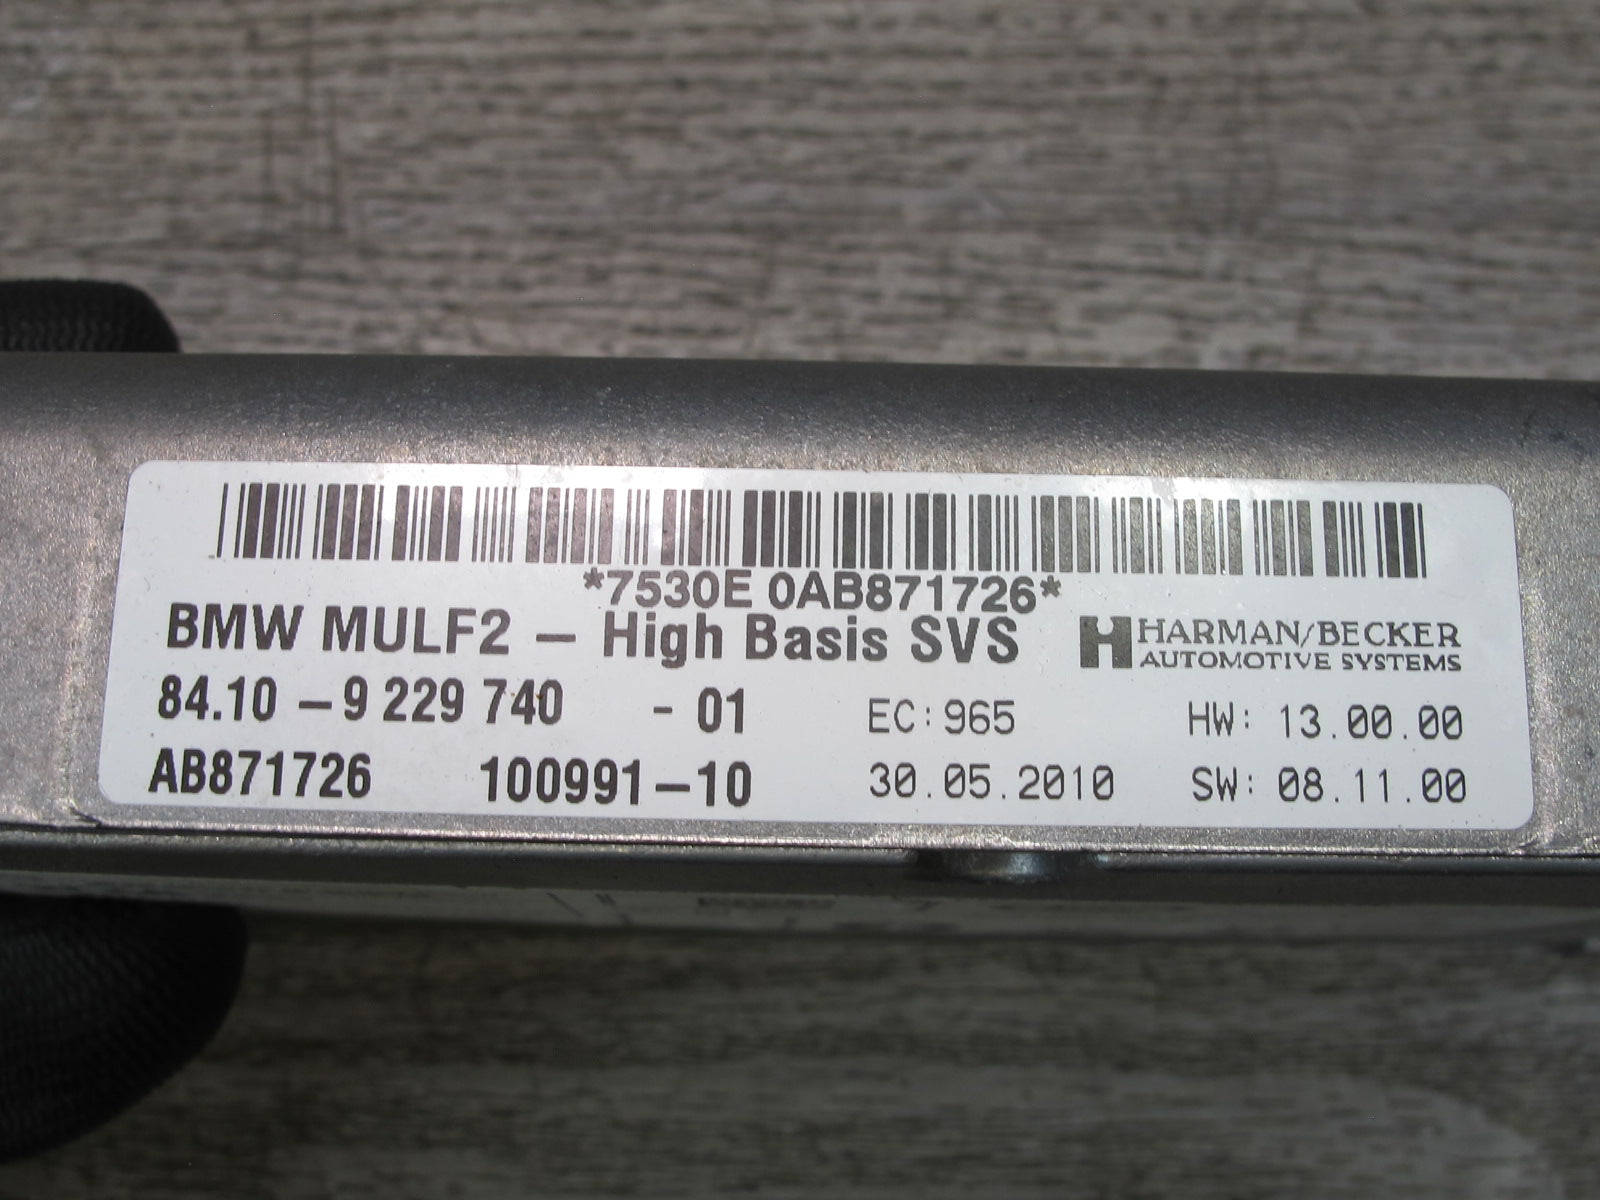 *7530E 0AB871726*
BMW MULF2 – High Basis SVS
HARMAN/BECKER
AUTOMOTIVE SYSTEMS
84.10 – 9 229 740 - 01 EC: 965 HW: 13.00.00
AB871726 100991–10 30.05.2010 SW: 08.11.00